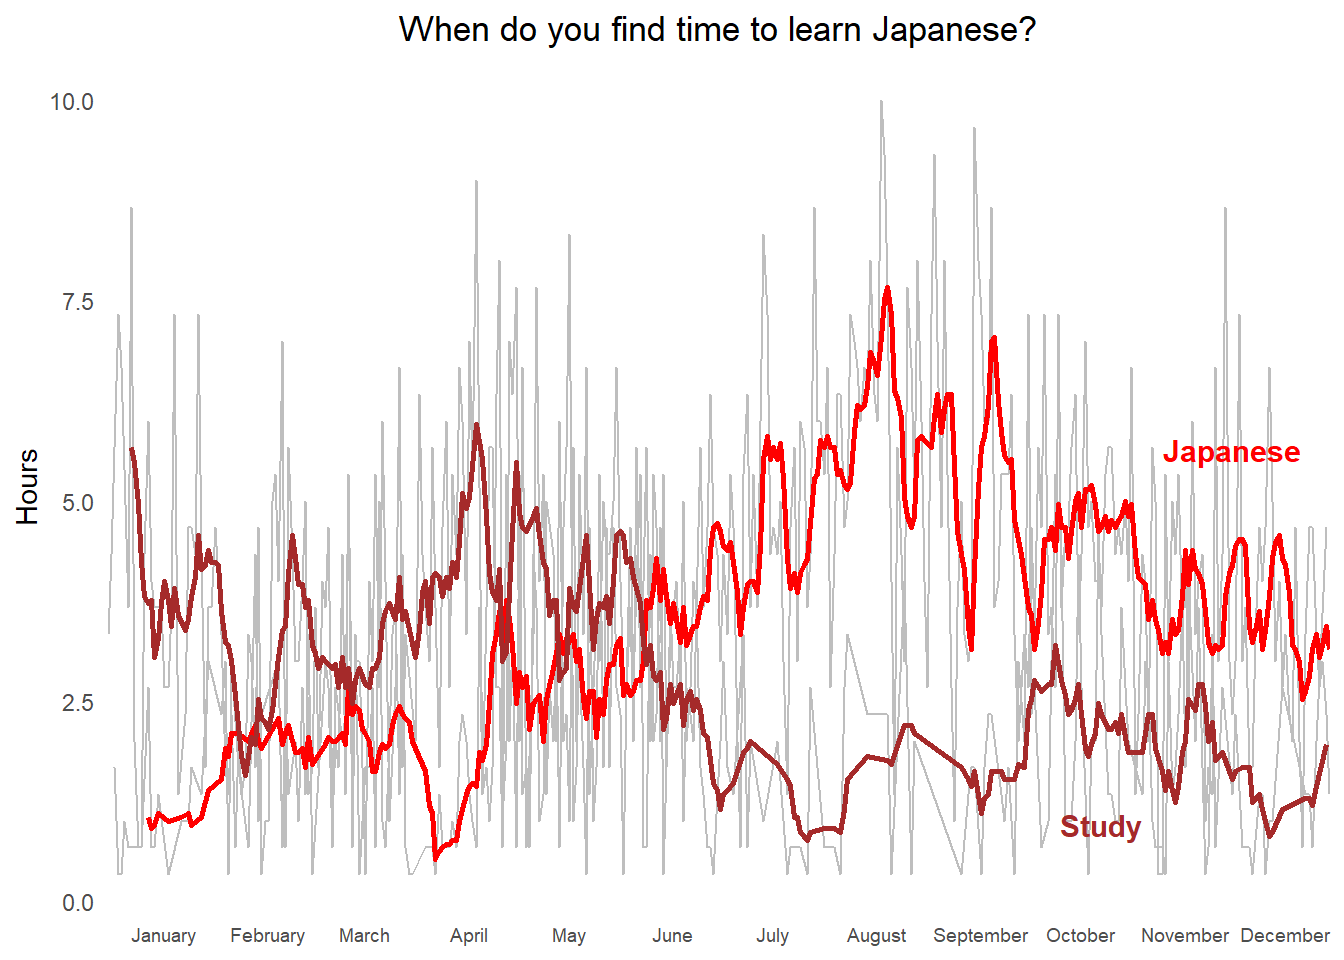 When do you find time to learn Japanese?
10.0
7.5
Hours
Japanese
5.0
2.5
Study
0.0
January February March April May June July August September October November December